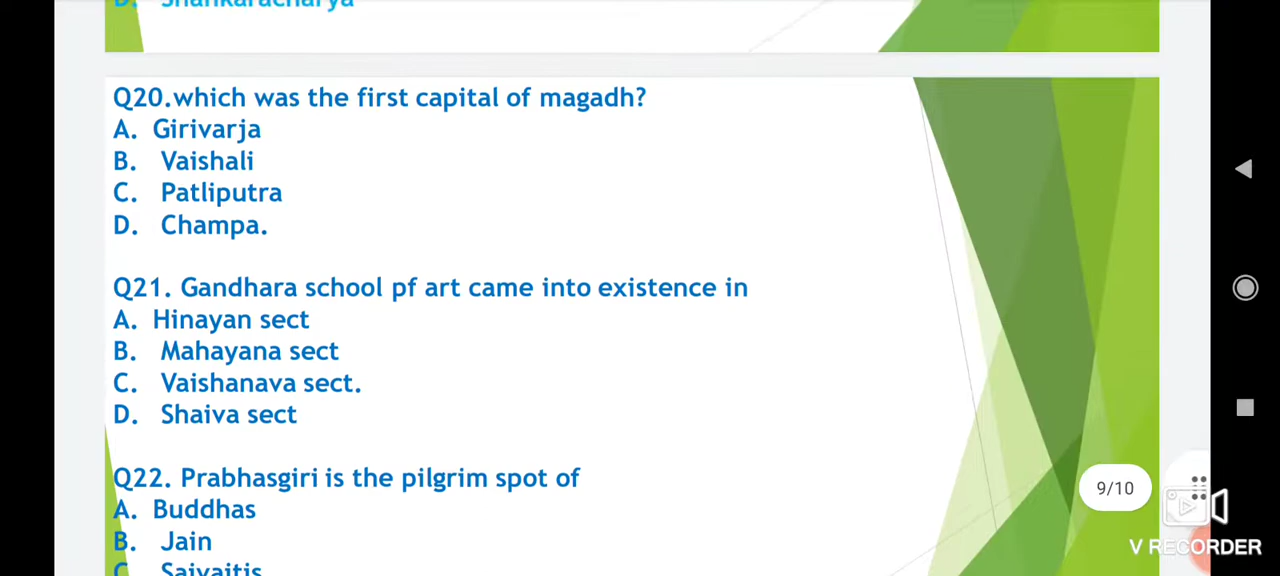 D. Shankaracharya
Q20.which was the first capital of magadh?
A. Girivarja
B. Vaishali
C. Patliputra
D. Champa.
Q21. Gandhara school pf art came into existence in
A. Hinayan sect
B. Mahayana sect
C. Vaishanava sect.
D. Shaiva sect
Q22. Prabhasgiri is the pilgrim spot of
A. Buddhas
B. Jain
C. Saivaitis
9/10
V RECORDER